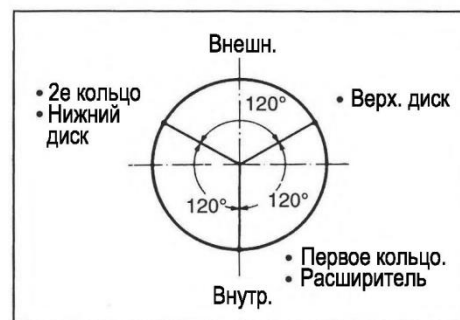 Внешн.
• 2е кольцо
• Нижний
диск
120°
• Верх. диск
120°
120°
• Первое кольцо.
• Расширитель
Внутр.